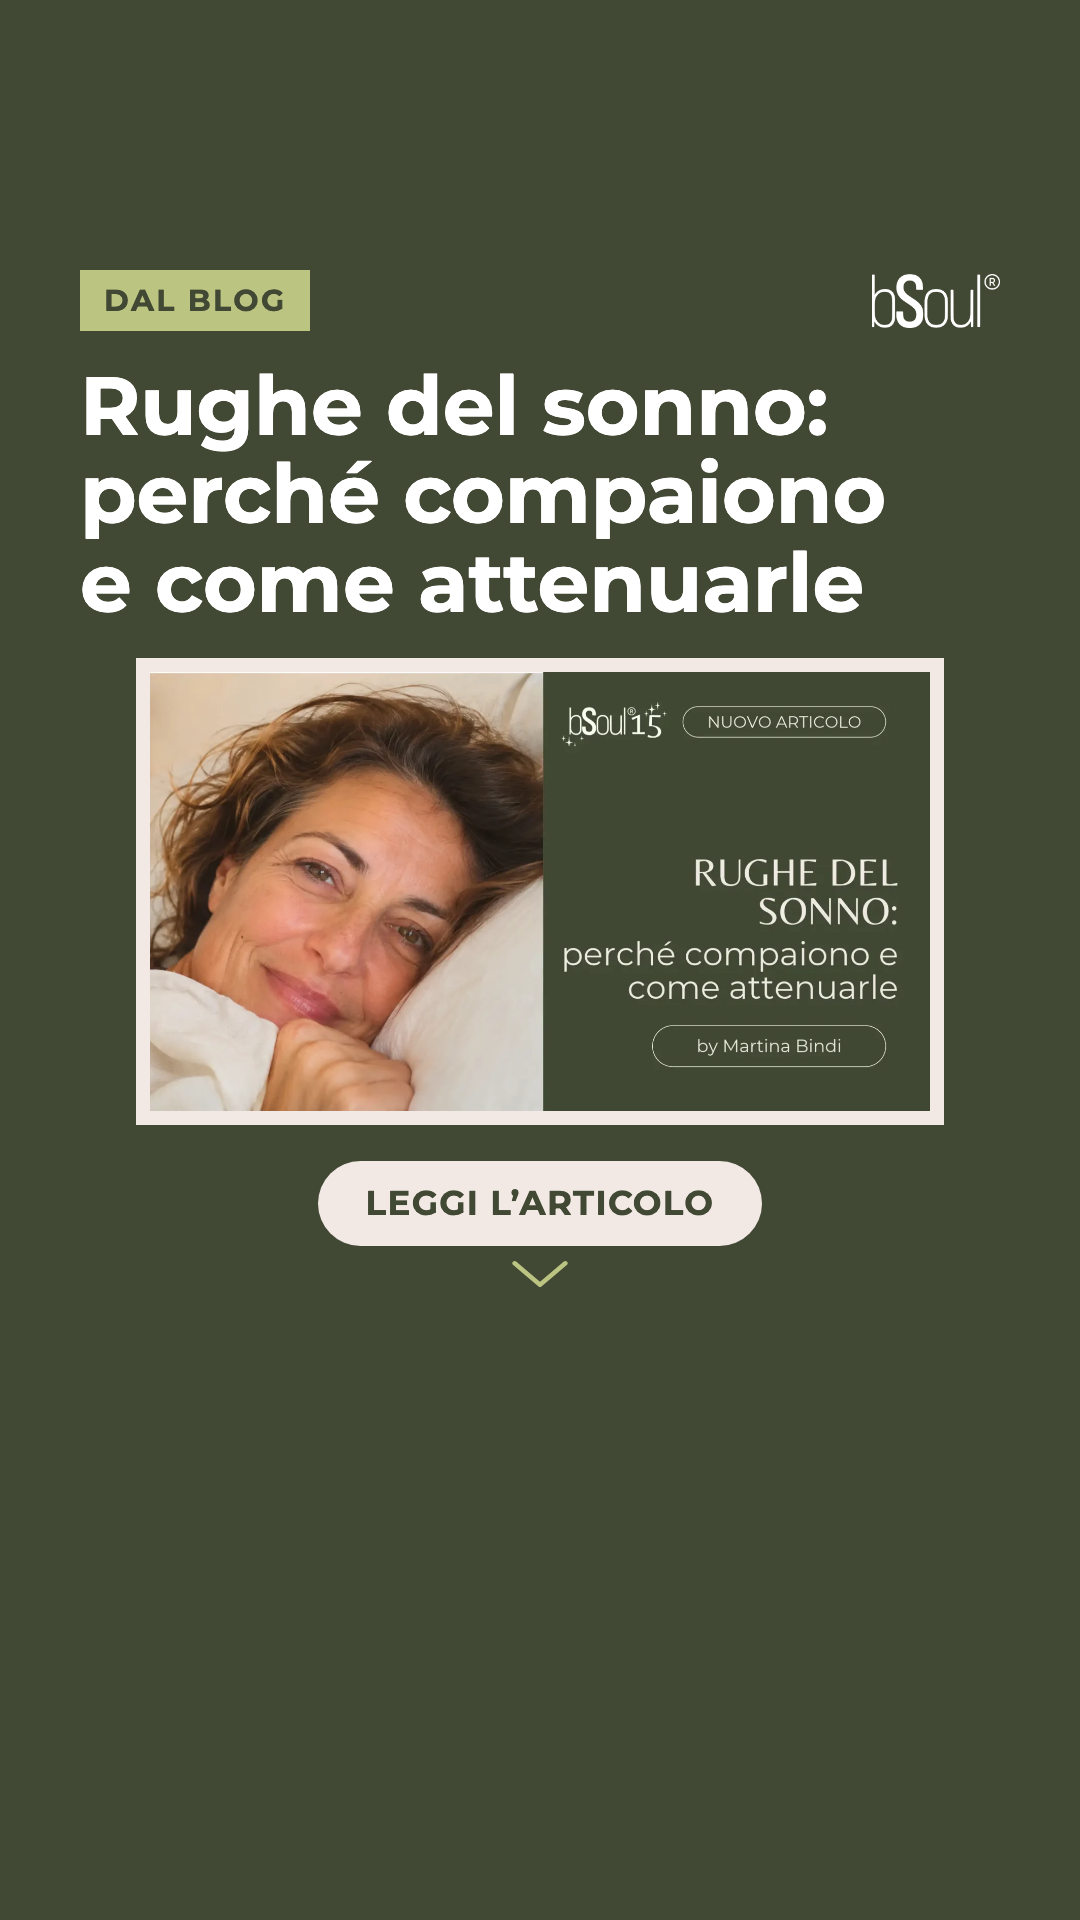 DAL BLOG
bSoul®
Rughe del sonno:
perché compaiono
e come attenuarle
bSoul®15
NUOVO ARTICOLO
RUGHE DEL
SONNO:
perché compaiono e
come attenuarle
by Martina Bindi
LEGGI L’ARTICOLO